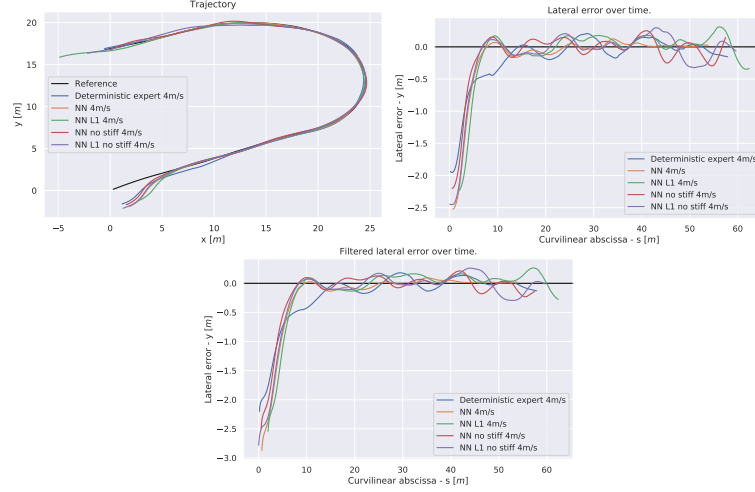 Trajectory
20
15
10
5
0
y [m]
−5
0
5
10
15
20
25
x [m]
Reference
Deterministic expert 4m/s
NN 4m/s
NN L1 4m/s
NN no stiff 4m/s
NN L1 no stiff 4m/s
Lateral error over time.
0.0
−0.5
−1.0
−1.5
−2.0
−2.5
Lateral error - y [m]
0
10
20
30
40
50
60
Curvilinear abscissa - s [m]
Deterministic expert 4m/s
NN 4m/s
NN L1 4m/s
NN no stiff 4m/s
NN L1 no stiff 4m/s
Filtered lateral error over time.
0.0
−0.5
−1.0
−1.5
−2.0
−2.5
−3.0
Lateral error - y [m]
0
10
20
30
40
50
60
Curvilinear abscissa - s [m]
Deterministic expert 4m/s
NN 4m/s
NN L1 4m/s
NN no stiff 4m/s
NN L1 no stiff 4m/s